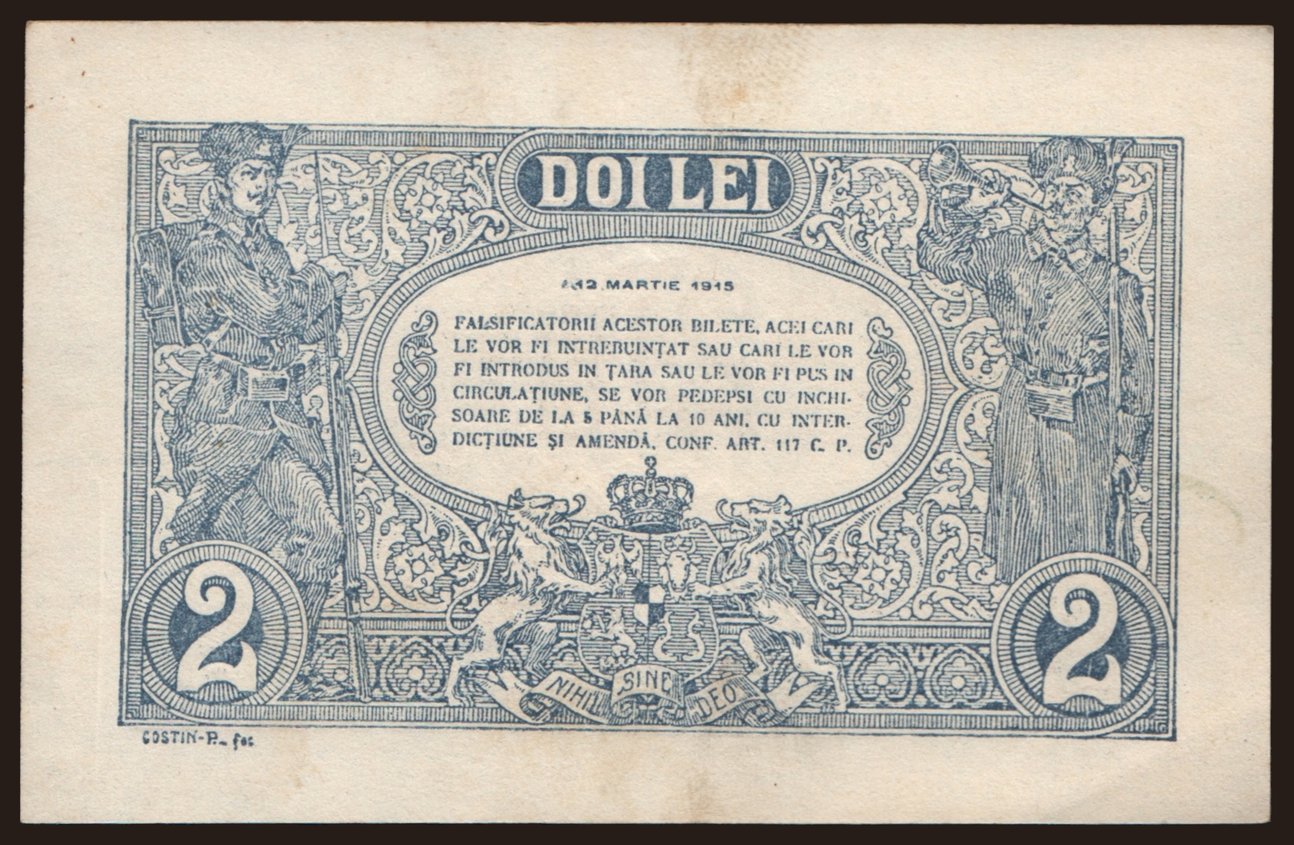 DOI LEI
12 MARTIE 1915
FALSIFICATORII ACESTOR BILETE, ACEI CARI
LE VOR FI INTREBUINȚAT SAU CARI LE VOR
FI INTRODUS IN ȚARA SAU LE VOR FI PUS IN
CIRCULAȚIUNE, SE VOR PEDEPSI CU INCHI-
SOARE DE LA 5 PÂNĂ LA 10 ANI, CU INTER-
DICȚIUNE ȘI AMENDĂ, CONF. ART. 117 C. P.
2
2
NIHIL SINE DEO
COSTIN-P. fec